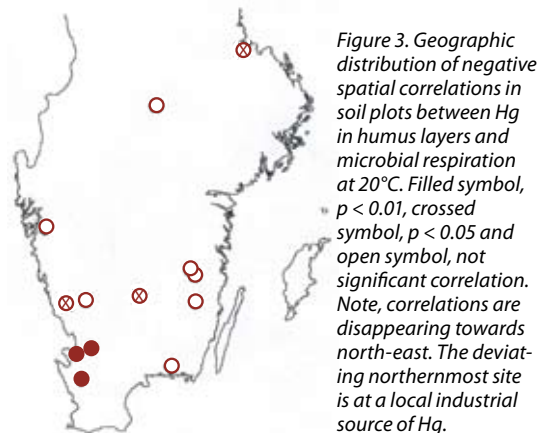 Figure 3. Geographic
distribution of negative
spatial correlations in
soil plots between Hg
in humus layers and
microbial respiration
at 20°C. Filled symbol,
p < 0.01, crossed
symbol, p < 0.05 and
open symbol, not
significant correlation.
Note, correlations are
disappearing towards
north-east. The deviat-
ing northernmost site
is at a local industrial
source of Hg.